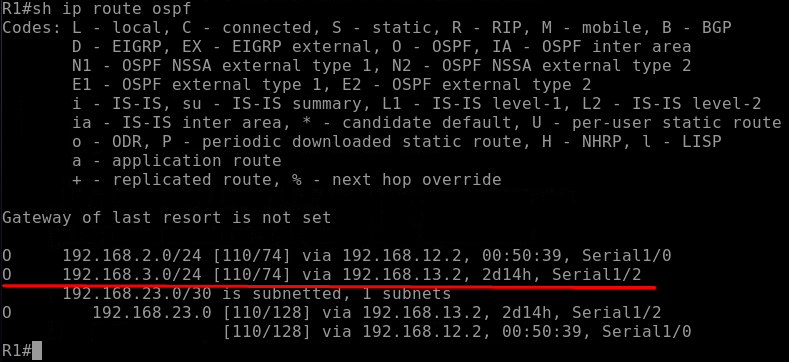 R1#sh ip route ospf
Codes: L - local, C - connected, S - static, R - RIP, M - mobile, B - BGP
D - EIGRP, EX - EIGRP external, O - OSPF, IA - OSPF inter area
N1 - OSPF NSSA external type 1, N2 - OSPF NSSA external type 2
E1 - OSPF external type 1, E2 - OSPF external type 2
i - IS-IS, su - IS-IS summary, L1 - IS-IS level-1, L2 - IS-IS level-2
ia - IS-IS inter area, * - candidate default, U - per-user static route
o - ODR, P - periodic downloaded static route, H - NHRP, l - LISP
a - application route
+ - replicated route, % - next hop override
Gateway of last resort is not set
O 192.168.2.0/24 [110/74] via 192.168.12.2, 00:50:39, Serial1/0
O 192.168.3.0/24 [110/74] via 192.168.13.2, 2d14h, Serial1/2
192.168.23.0/30 is subnetted, 1 subnets
O 192.168.23.0 [110/128] via 192.168.13.2, 2d14h, Serial1/2
[110/128] via 192.168.12.2, 00:50:39, Serial1/0
R1#